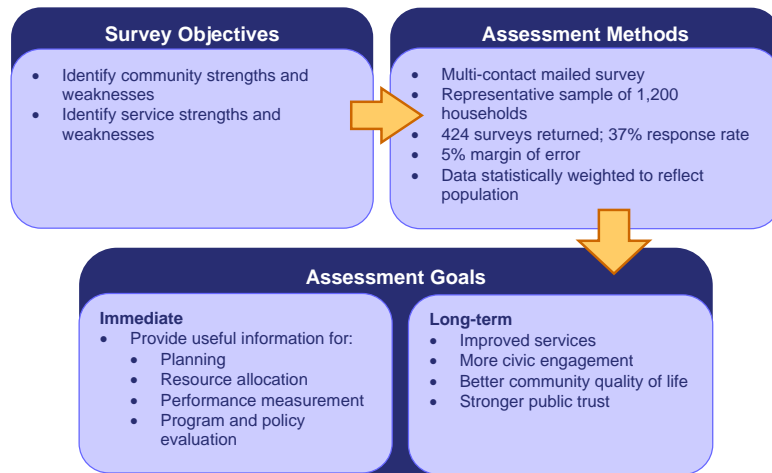 Survey Objectives
• Identify community strengths and
weaknesses
• Identify service strengths and
weaknesses
Assessment Methods
• Multi-contact mailed survey
• Representative sample of 1,200
households
• 424 surveys returned; 37% response rate
• 5% margin of error
• Data statistically weighted to reflect
population
Assessment Goals
Immediate
• Provide useful information for:
• Planning
• Resource allocation
• Performance measurement
• Program and policy
evaluation
Long-term
• Improved services
• More civic engagement
• Better community quality of life
• Stronger public trust